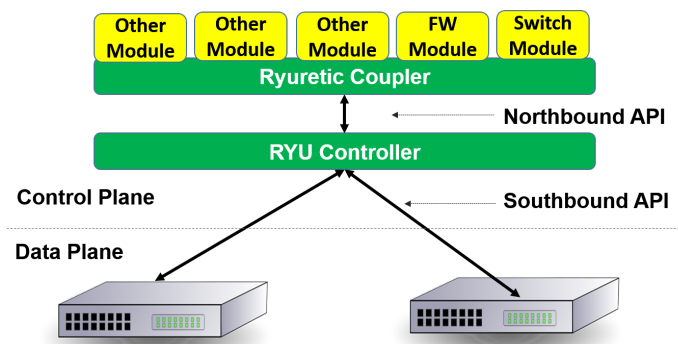 Other
Module
Other
Module
Other
Module
FW
Module
Switch
Module
Ryuretic Coupler
Northbound API
RYU Controller
Control Plane
Southbound API
Data Plane